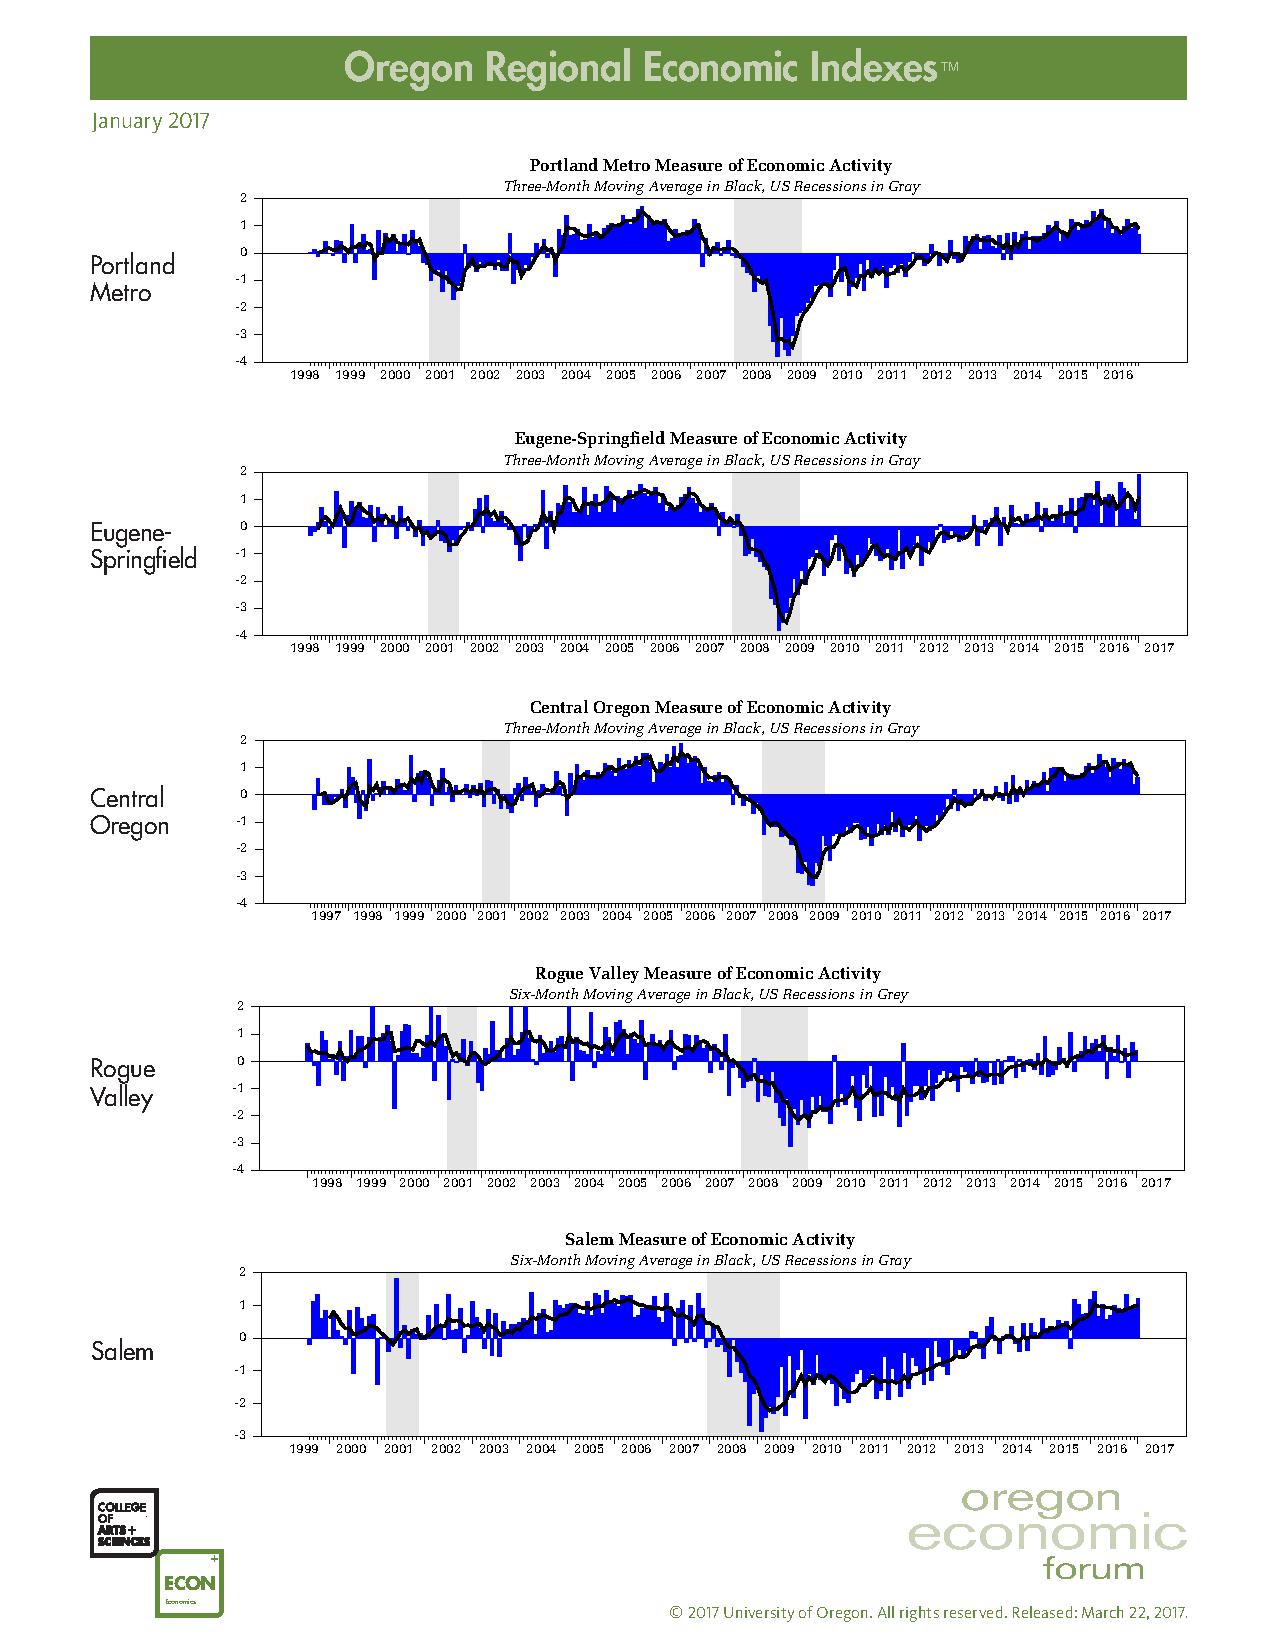 Oregon Regional Economic Indexes™
January 2017
Portland Metro Measure of Economic Activity
Three-Month Moving Average in Black, US Recessions in Gray
Portland
Metro
2
1
0
-1
-2
-3
-4
1998 1999 2000 2001 2002 2003 2004 2005 2006 2007 2008 2009 2010 2011 2012 2013 2014 2015 2016
Eugene-Springfield Measure of Economic Activity
Three-Month Moving Average in Black, US Recessions in Gray
Eugene-
Springfield
2
1
0
-1
-2
-3
-4
1998 1999 2000 2001 2002 2003 2004 2005 2006 2007 2008 2009 2010 2011 2012 2013 2014 2015 2016 2017
Central Oregon Measure of Economic Activity
Three-Month Moving Average in Black, US Recessions in Gray
Central
Oregon
2
1
0
-1
-2
-3
-4
1997 1998 1999 2000 2001 2002 2003 2004 2005 2006 2007 2008 2009 2010 2011 2012 2013 2014 2015 2016 2017
Rogue Valley Measure of Economic Activity
Six-Month Moving Average in Black, US Recessions in Grey
Rogue
Valley
2
1
0
-1
-2
-3
-4
1998 1999 2000 2001 2002 2003 2004 2005 2006 2007 2008 2009 2010 2011 2012 2013 2014 2015 2016 2017
Salem Measure of Economic Activity
Six-Month Moving Average in Black, US Recessions in Gray
Salem
2
1
0
-1
-2
-3
1999 2000 2001 2002 2003 2004 2005 2006 2007 2008 2009 2010 2011 2012 2013 2014 2015 2016 2017
COLLEGE
OF
ARTS+
SCIENCES
+
ECON
Economics
oregon
economic
forum
© 2017 University of Oregon. All rights reserved. Released: March 22, 2017.